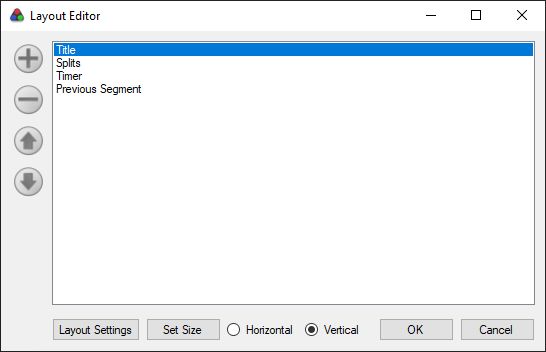 Layout Editor
Title
Splits
Timer
Previous Segment
Layout Settings Set Size Horizontal Vertical OK Cancel